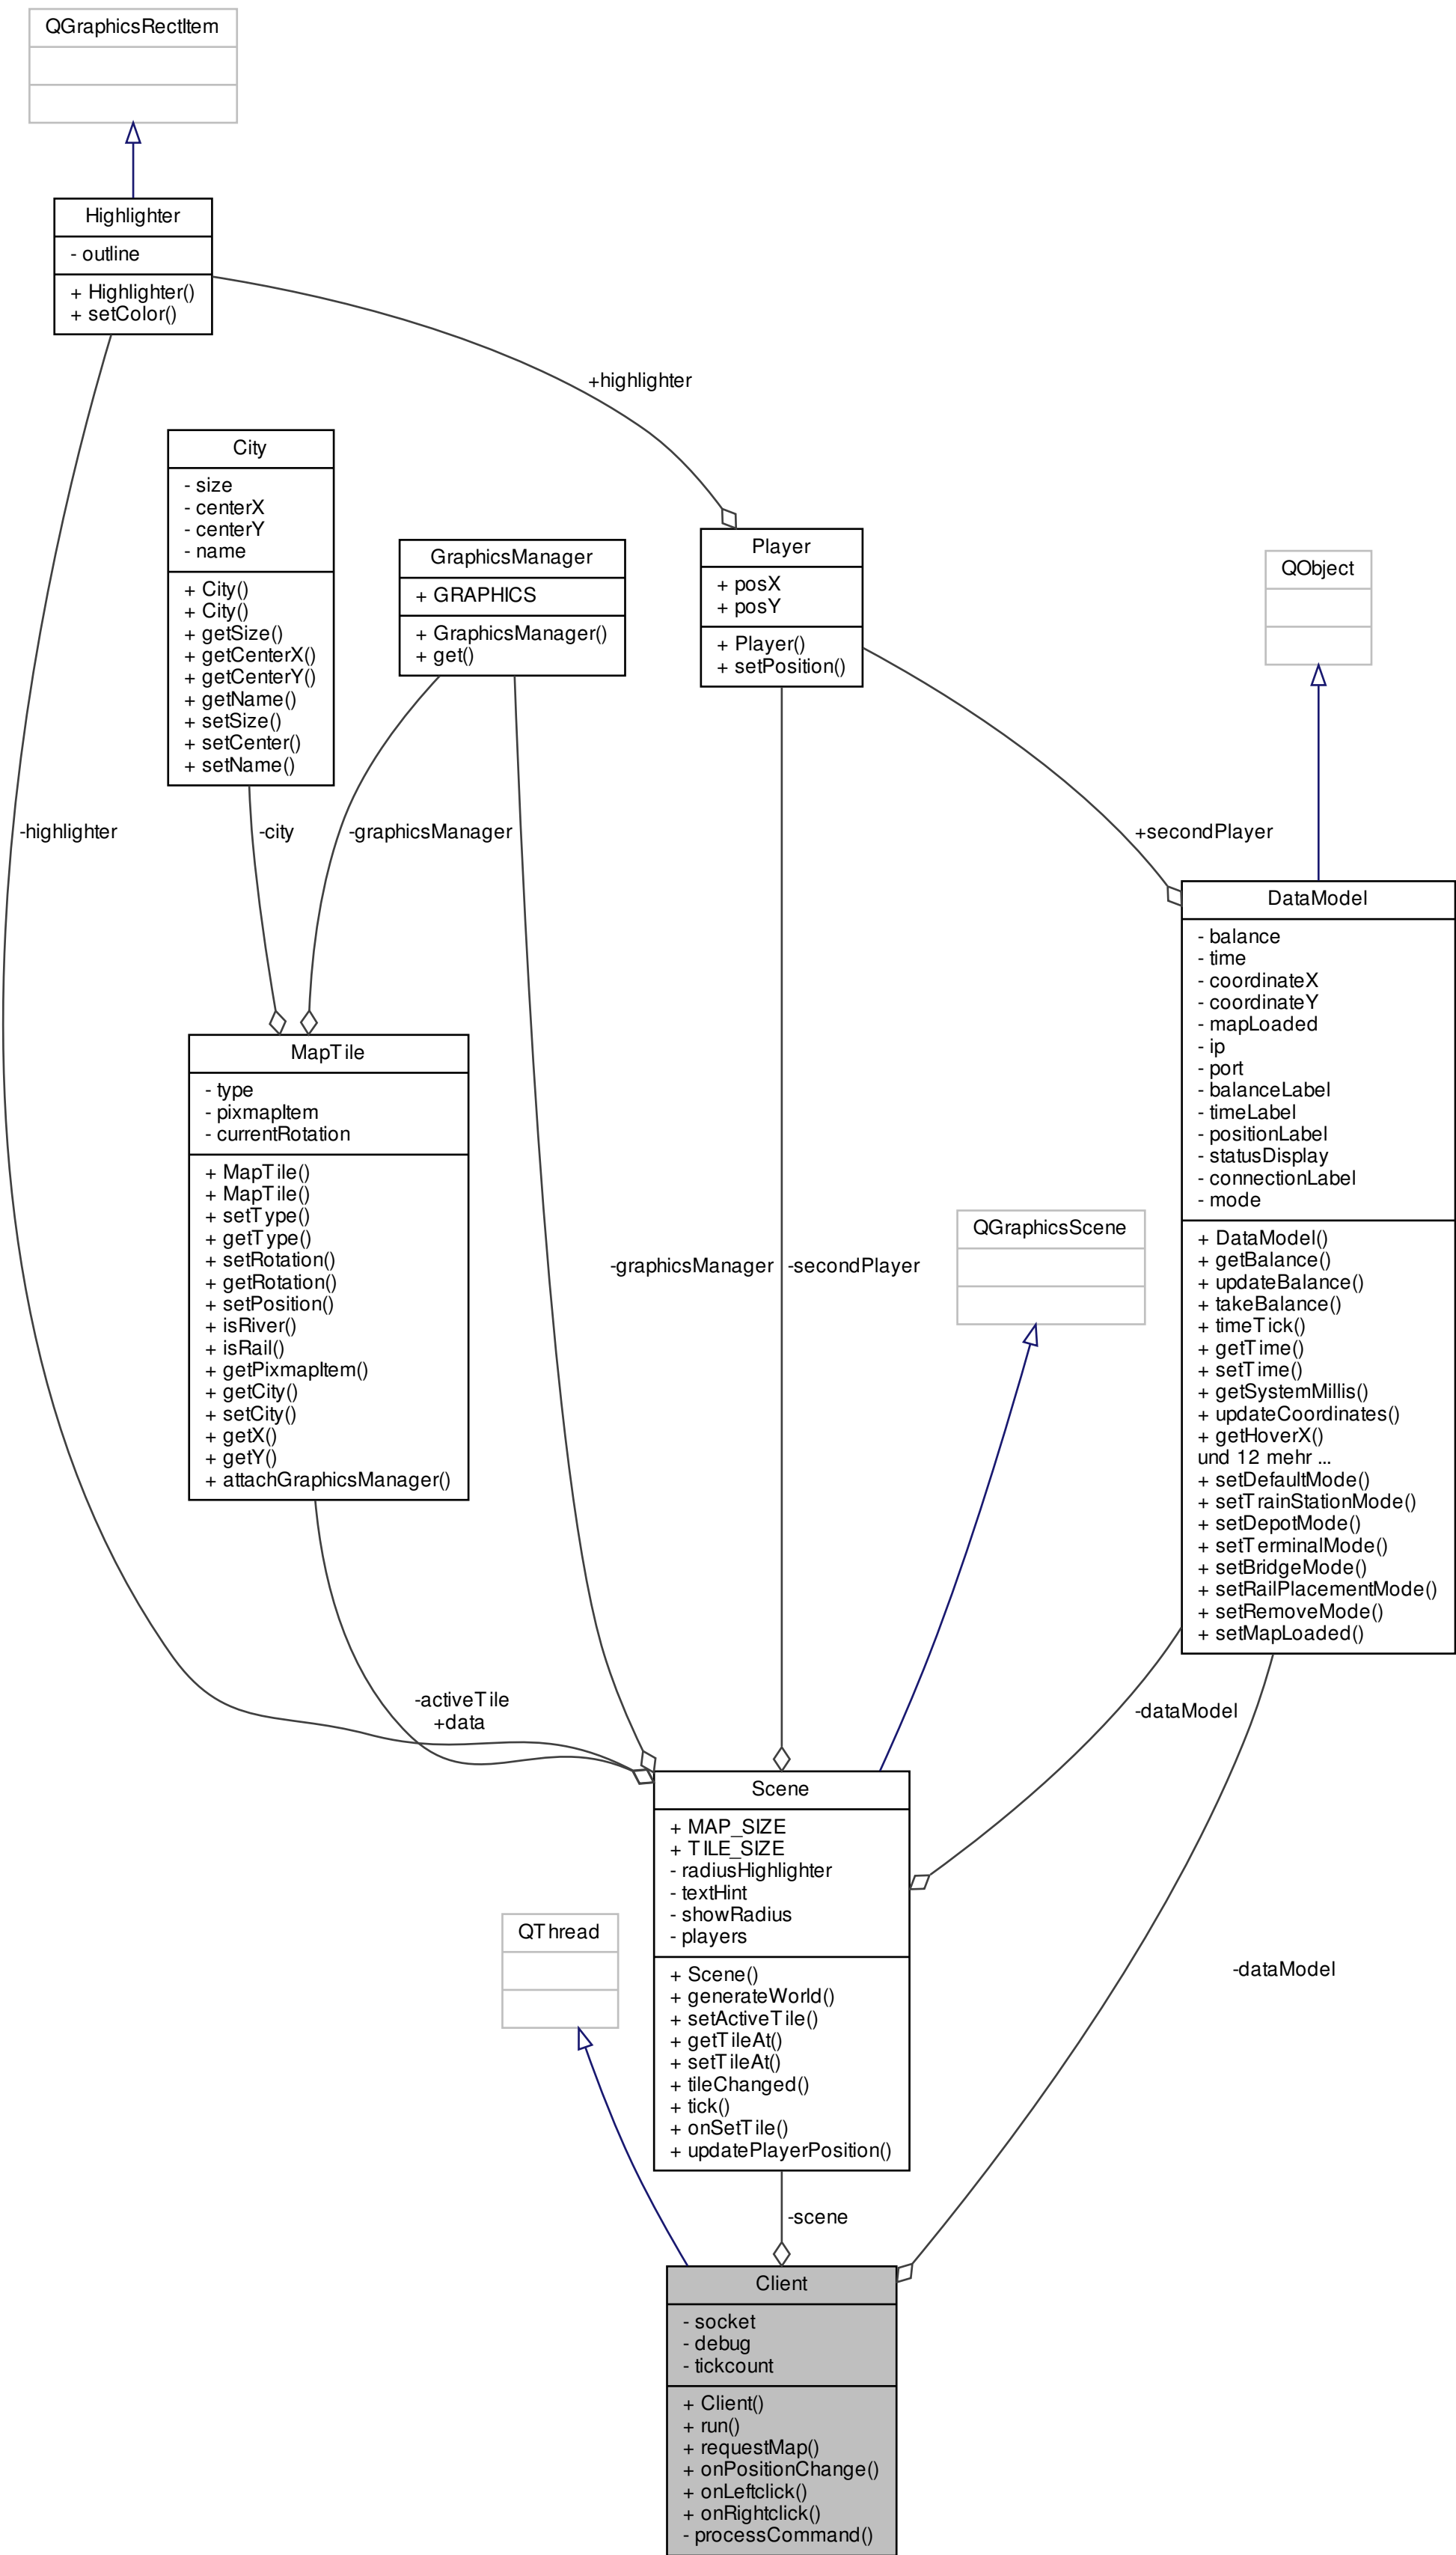 QGraphicsRectItem
Highlighter
- outline
+ Highlighter()
+ setColor()
+highlighter
City
- size
- centerX
- centerY
- name
+ City()
+ City()
+ getSize()
+ getCenterX()
+ getCenterY()
+ getName()
+ setSize()
+ setCenter()
+ setName()
GraphicsManager
+ GRAPHICS
+ GraphicsManager()
+ get()
Player
+ posX
+ posY
+ Player()
+ setPosition()
QObject
-highlighter
-city
-graphicsManager
+secondPlayer
DataModel
- balance
- time
- coordinateX
- coordinateY
- mapLoaded
- ip
- port
- balanceLabel
- timeLabel
- positionLabel
- statusDisplay
- connectionLabel
- mode
+ DataModel()
+ getBalance()
+ updateBalance()
+ takeBalance()
+ timeTick()
+ getTime()
+ setTime()
+ getSystemMillis()
+ updateCoordinates()
+ getHoverX()
und 12 mehr ...
+ setDefaultMode()
+ setTrainStationMode()
+ setDepotMode()
+ setTerminalMode()
+ setBridgeMode()
+ setRailPlacementMode()
+ setRemoveMode()
+ setMapLoaded()
MapTile
- type
- pixmapItem
- currentRotation
+ MapTile()
+ MapTile()
+ setType()
+ getType()
+ setRotation()
+ getRotation()
+ setPosition()
+ isRiver()
+ isRail()
+ getPixmapItem()
+ getCity()
+ setCity()
+ getX()
+ getY()
+ attachGraphicsManager()
-graphicsManager
-secondPlayer
QGraphicsScene
-activeTile
+data
-dataModel
Scene
+ MAP_SIZE
+ TILE_SIZE
- radiusHighlighter
- textHint
- showRadius
- players
+ Scene()
+ generateWorld()
+ setActiveTile()
+ getTileAt()
+ setTileAt()
+ tileChanged()
+ tick()
+ onSetTile()
+ updatePlayerPosition()
QThread
-dataModel
-scene
Client
- socket
- debug
- tickcount
+ Client()
+ run()
+ requestMap()
+ onPositionChange()
+ onLeftclick()
+ onRightclick()
- processCommand()